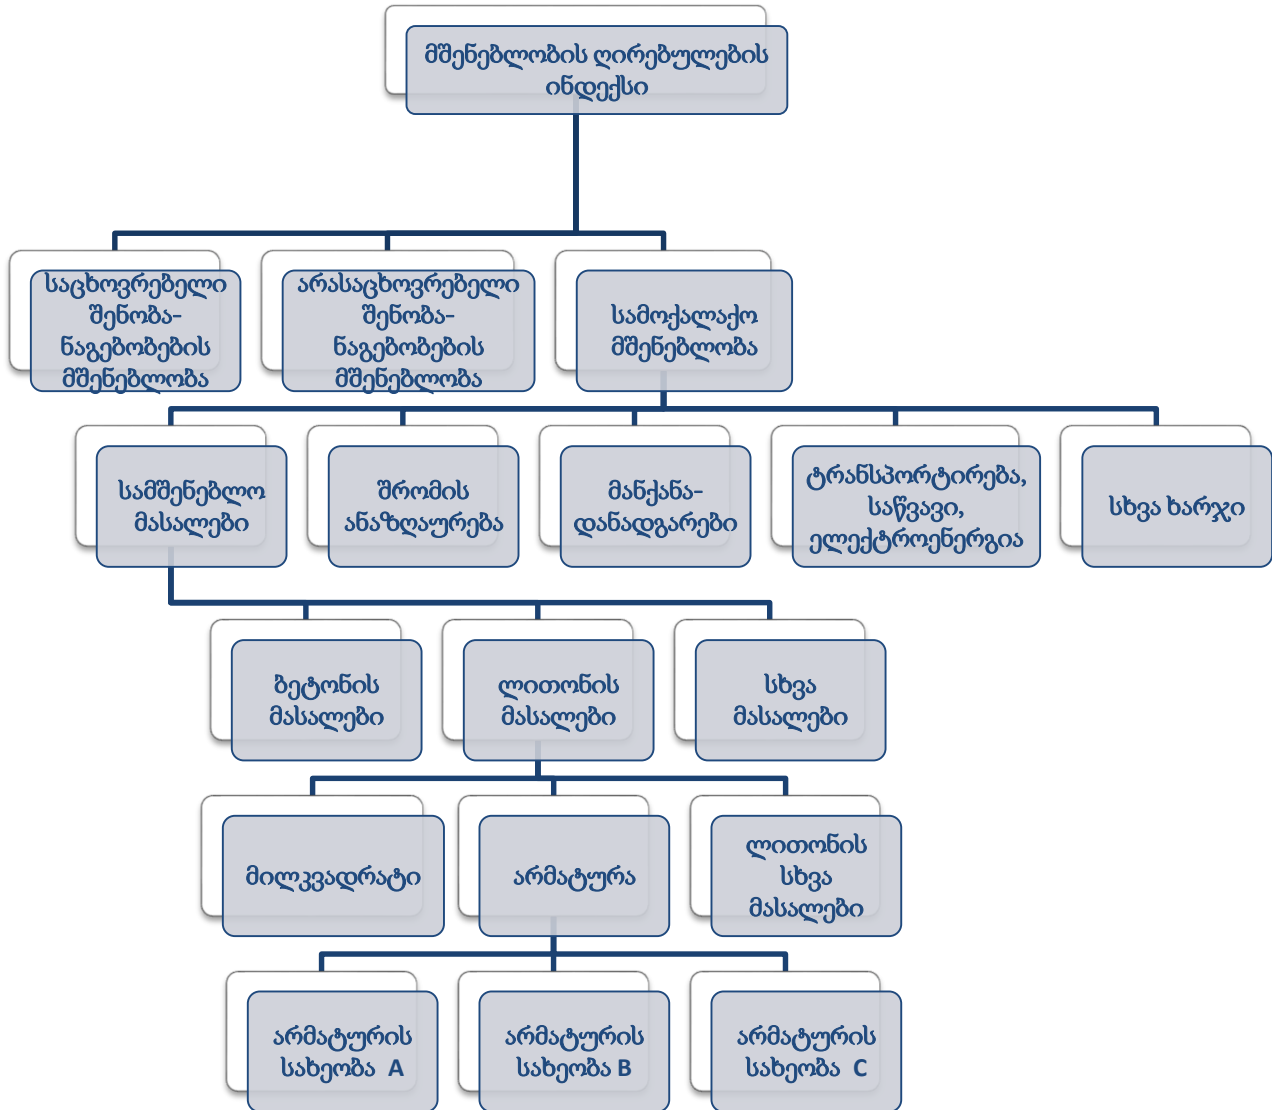 მშენებლობის ღირებულების
ინდექსი
საცხოვრებელი
შენობა-
ნაგებობების
მშენებლობა
არასაცხოვრებელი
შენობა-
ნაგებობების
მშენებლობა
სამოქალაქო
მშენებლობა
სამშენებლო
მასალები
შრომის
ანაზღაურება
მანქანა-
დანადგარები
ტრანსპორტირება,
საწვავი,
ელექტროენერგია
სხვა ხარჯი
ბეტონის
მასალები
ლითონის
მასალები
სხვა
მასალები
მილკვადრატი
არმატურა
ლითონის
სხვა
მასალები
არმატურის
სახეობა A
არმატურის
სახეობა B
არმატურის
სახეობა C